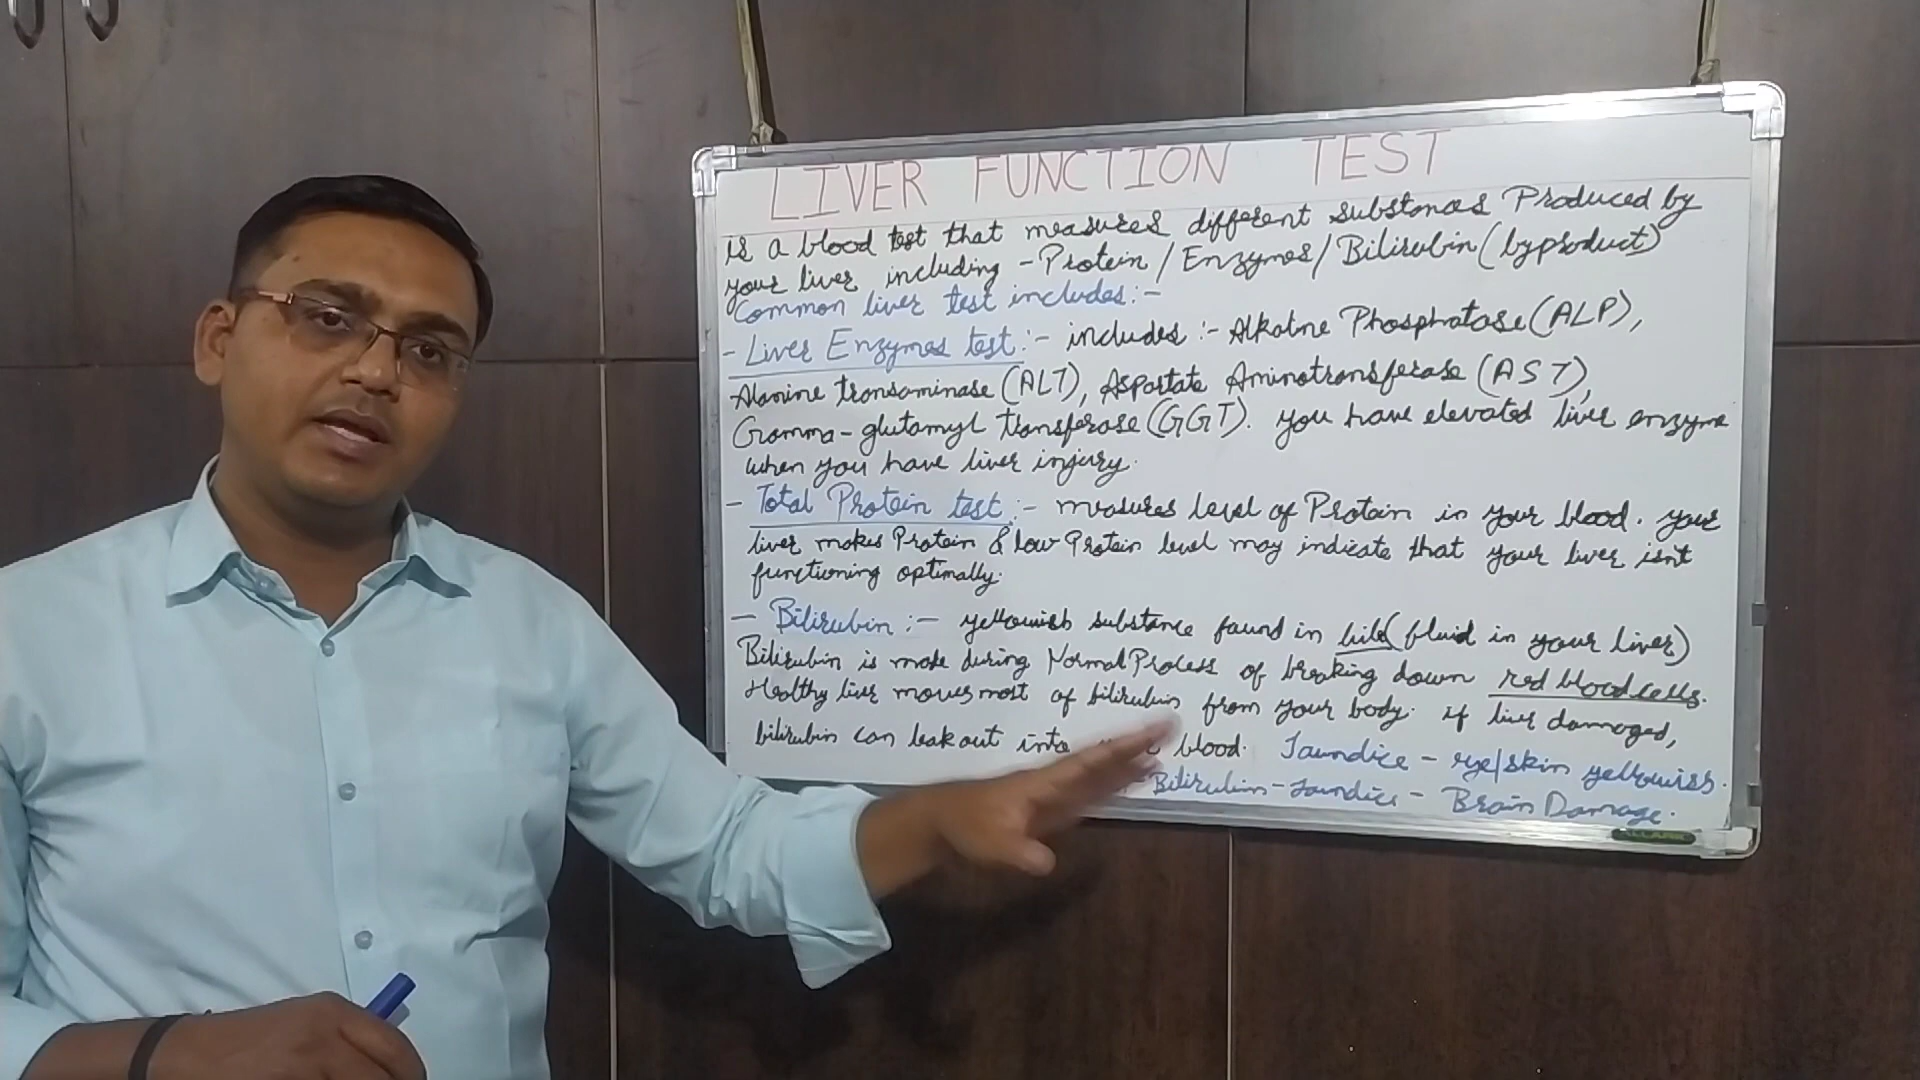 LIVER FUNCTION TEST
is a blood test that measures different substances Produced by
your liver including - Protein / Enzymes / Bilirubin (byproduct)
Common liver test includes :-
- Liver Enzymes test :- includes :- Alkaline Phosphatase (ALP),
Alanine transaminase (ALT), Aspartate Aminotransferase (AST),
Gamma-glutamyl transferase (GGT). you have elevated liver enzyme
when you have liver injury.
- Total Protein test :- measures level of Protein in your blood. your
liver makes Protein & low Protein level may indicate that your liver isn't
functioning optimally.
- Bilirubin :- yellowish substance found in bile (fluid in your liver)
Bilirubin is made during Normal Process of breaking down red blood cells.
Healthy liver moves most of bilirubin from your body. if liver damaged,
bilirubin can leak out into blood. Jaundice - eye/skin yellowish.
Bilirubin - Jaundice - Brain Damage.